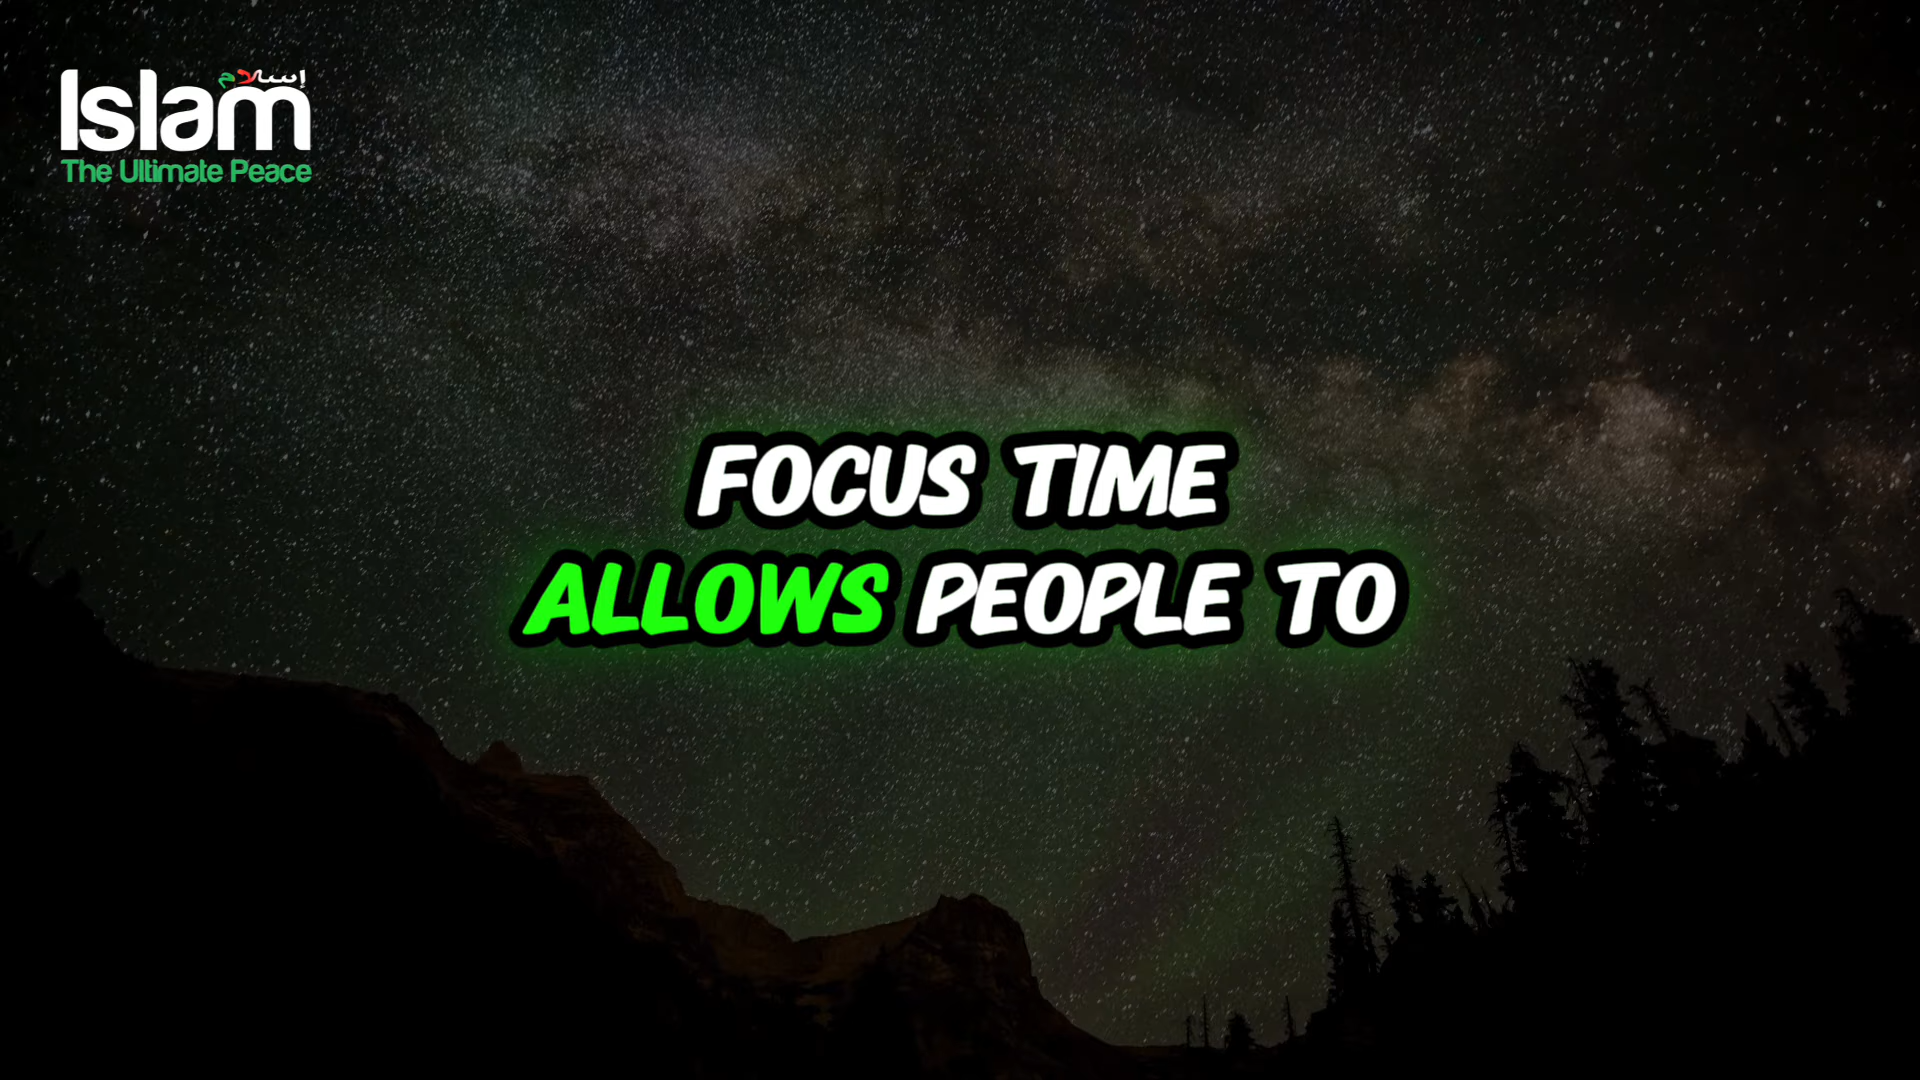 إسلام
Islam
The Ultimate Peace
FOCUS TIME
ALLOWS PEOPLE TO